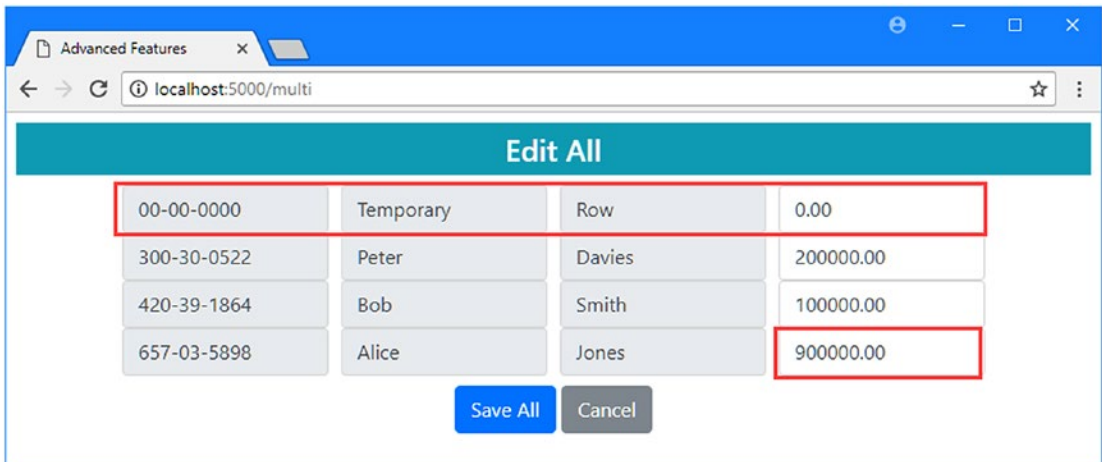 Advanced Features
localhost:5000/multi
Edit All
00-00-0000 Temporary Row 0.00
300-30-0522 Peter Davies 200000.00
420-39-1864 Bob Smith 100000.00
657-03-5898 Alice Jones 900000.00
Save All Cancel